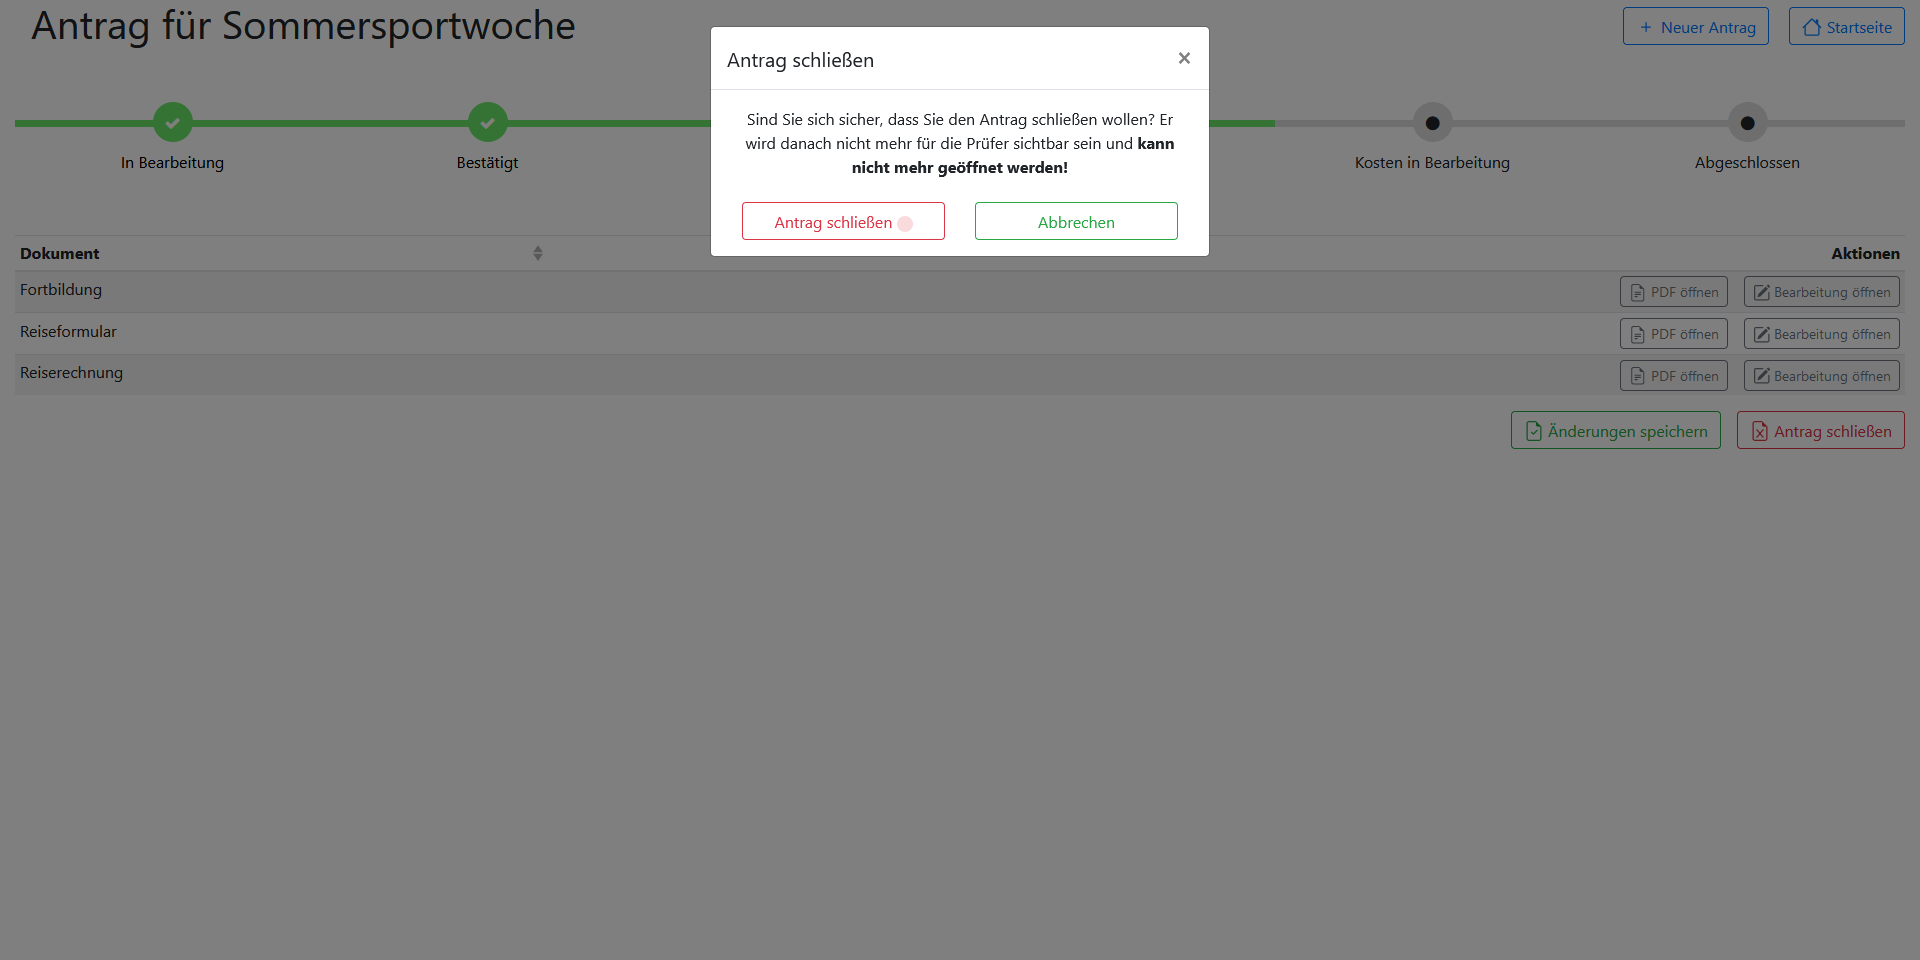 Antrag für Sommersportwoche
+ Neuer Antrag
Startseite
Antrag schließen
×
Sind Sie sich sicher, dass Sie den Antrag schließen wollen? Er
wird danach nicht mehr für die Prüfer sichtbar sein und kann
nicht mehr geöffnet werden!
Antrag schließen
Abbrechen
In Bearbeitung
Bestätigt
Kosten in Bearbeitung
Abgeschlossen
Dokument
Aktionen
Fortbildung
PDF öffnen
Bearbeitung öffnen
Reiseformular
PDF öffnen
Bearbeitung öffnen
Reiserechnung
PDF öffnen
Bearbeitung öffnen
Änderungen speichern
Antrag schließen